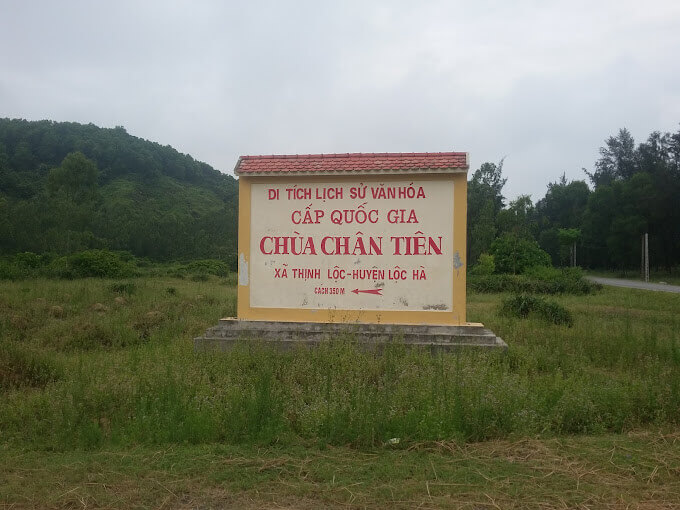 DI TÍCH LỊCH SỬ VĂN HÓA
CẤP QUỐC GIA
CHÙA CHÂN TIÊN
XÃ THỊNH LỘC-HUYỆN LỘC HÀ
CÁCH 350 M